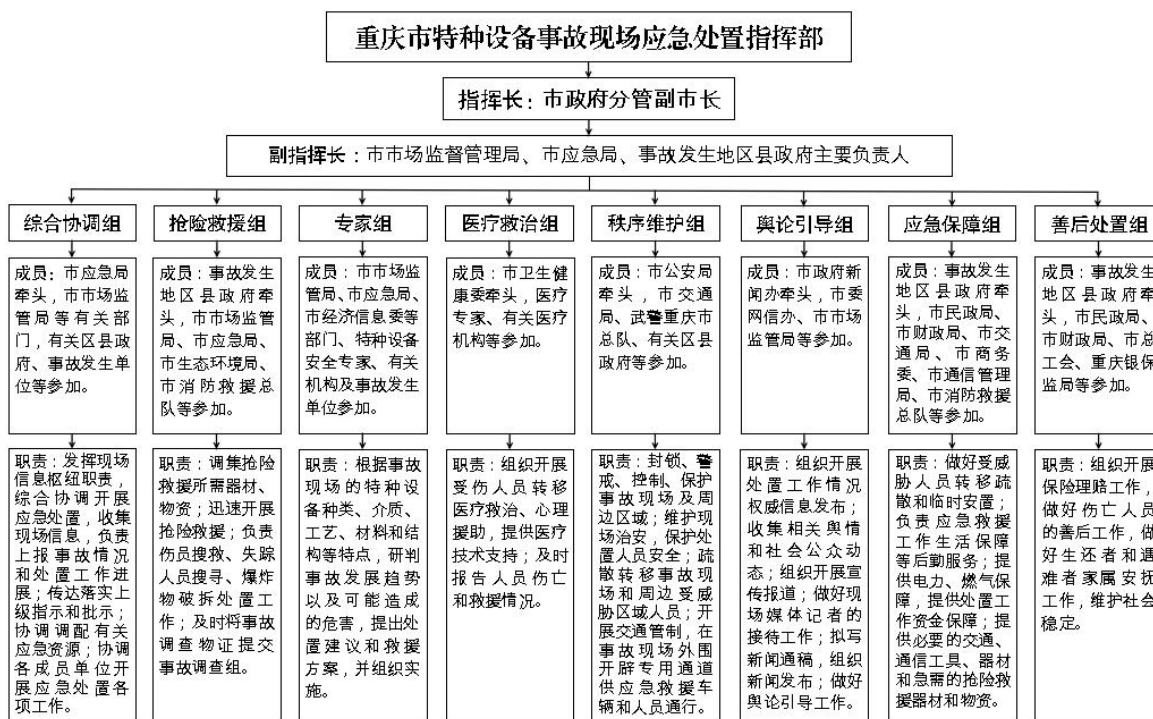 重庆市特种设备事故现场应急处置指挥部
指挥长：市政府分管副市长
副指挥长：市市场监督管理局、市应急局、事故发生地区县政府主要负责人
综合协调组
成员：市应急局
牵头，市市场监
管局等有关部
门，有关区县政
府、事故发生单
位等参加。
职责：发挥现场
信息枢纽职责，
综合协调开展
应急处置，收集
现场信息，负责
上报事故情况
和处置工作进
展；传达落实上
级指示和批示；
协调调配有关
应急资源；协调
各成员单位开
展应急处置各
项工作。
抢险救援组
成员：事故发生
地区县政府牵
头，市市场监管
局、市应急局、
市生态环境局、
市消防救援总
队等参加。
职责：调集抢险
救援所需器材、
物资；迅速开展
抢险救援；负责
伤员搜救、失踪
人员搜寻、爆炸
物破拆处置工
作；及时将事故
调查物证提交
事故调查组。
专家组
成员：市市场监
管局、市应急局、
市经济信息委等
部门、特种设备
安全专家、有关
机构及事故发生
单位参加。
职责：根据事故
现场的特种设
备种类、介质、
工艺、材料和结
构等特点，研判
事故发展趋势
以及可能造成
的危害，提出处
置建议和救援
方案，并组织实
施。
医疗救治组
成员：市卫生健
康委牵头，医疗
专家、有关医疗
机构等参加。
职责：组织开展
受伤人员转移
医疗救治、心理
援助，提供医疗
技术支持；及时
报告人员伤亡
和救援情况。
秩序维护组
成员：市公安局
牵头，市交通
局、武警重庆市
总队、有关区县
政府等参加。
职责：封锁、警
戒、控制、保护
事故现场及周
边区域；维护现
场治安，保护处
置人员安全；疏
散转移事故现
场和周边受威
胁区域人员；开
展交通管制，在
事故现场外围
开辟专用通道
供应急救援车
辆和人员通行。
舆论引导组
成员：市政府新
闻办牵头，市委
网信办、市市场
监管局等参加。
职责：组织开展
处置工作情况
权威信息发布；
收集相关舆情
和社会公众动
态；组织开展宣
传报道；做好现
场媒体记者的
接待工作；拟写
新闻通稿，组织
新闻发布；做好
舆论引导工作。
应急保障组
成员：事故发生
地区县政府牵
头，市民政局、
市财政局、市交
通局、市商务
委、市通信管理
局、市消防救援
总队等参加。
职责：做好受威
胁人员转移疏
散和临时安置；
负责应急救援
工作生活保障
等后勤服务；提
供电力、燃气保
障，提供处置工
作资金保障；提
供必要的交通、
通信工具、器材
和急需的抢险救
援器材和物资。
善后处置组
成员：事故发生
地区县政府牵
头，市民政局、
市财政局、市总
工会、重庆银保
监局等参加。
职责：组织开展
保险理赔工作，
做好伤亡人员
的善后工作，做
好生还者和遇
难者家属安抚
工作，维护社会
稳定。